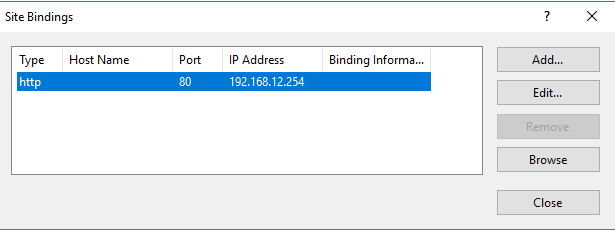 Site Bindings
?
Type Host Name Port IP Address Binding Informa...
http 80 192.168.12.254
Add...
Edit...
Remove
Browse
Close